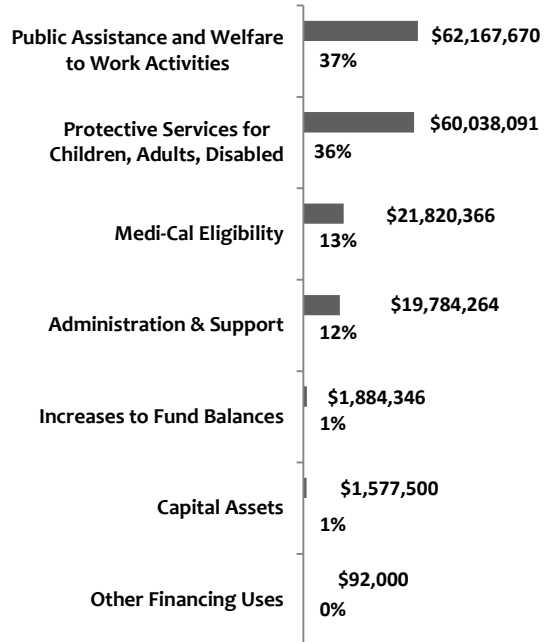 Public Assistance and Welfare
to Work Activities
$62,167,670
37%
Protective Services for
Children, Adults, Disabled
$60,038,091
36%
Medi-Cal Eligibility
$21,820,366
13%
Administration & Support
$19,784,264
12%
Increases to Fund Balances
$1,884,346
1%
Capital Assets
$1,577,500
1%
Other Financing Uses
$92,000
0%